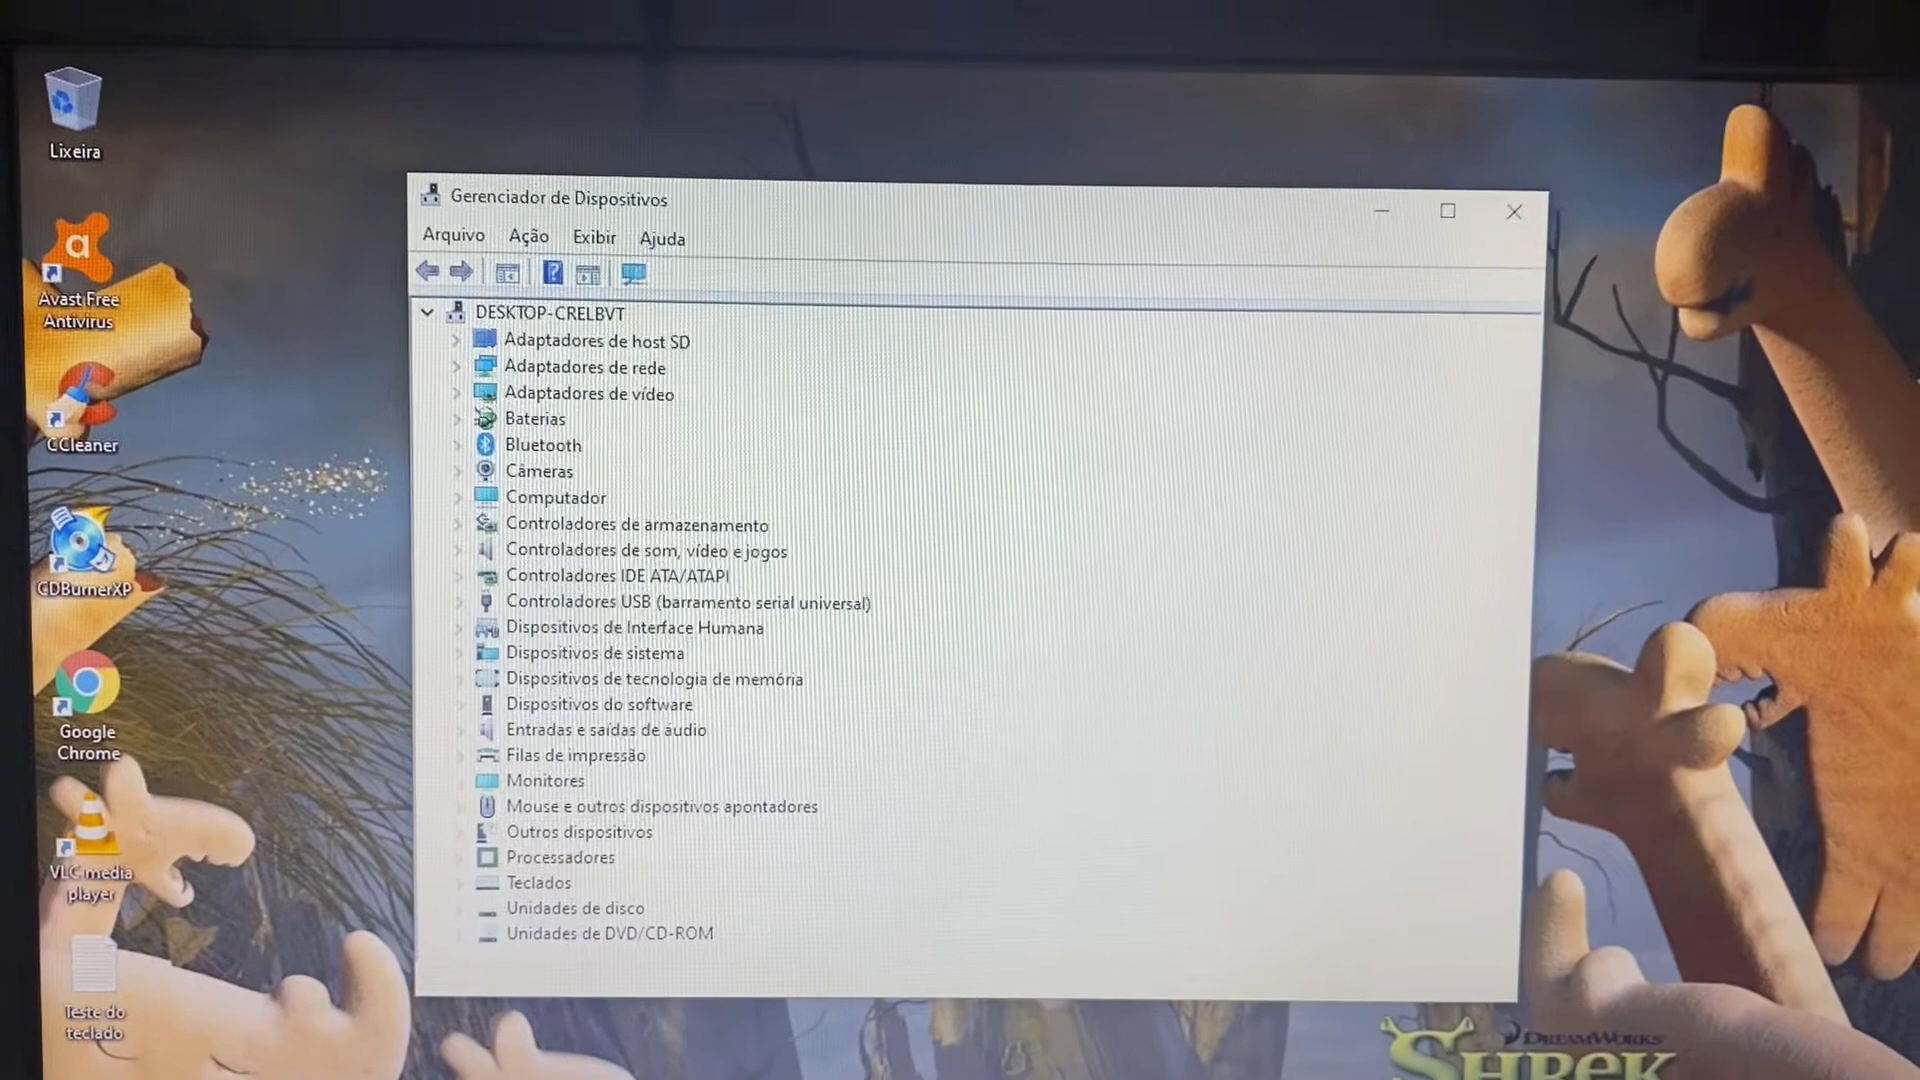 Lixeira
Avast Free
Antivirus
CCleaner
CDBurnerXP
Google
Chrome
VLC media
player
Teste do
teclado
Gerenciador de Dispositivos
Arquivo Ação Exibir Ajuda
DESKTOP-CRELBVT
Adaptadores de host SD
Adaptadores de rede
Adaptadores de vídeo
Baterias
Bluetooth
Câmeras
Computador
Controladores de armazenamento
Controladores de som, vídeo e jogos
Controladores IDE ATA/ATAPI
Controladores USB (barramento serial universal)
Dispositivos de Interface Humana
Dispositivos de sistema
Dispositivos de tecnologia de memória
Dispositivos do software
Entradas e saídas de áudio
Filas de impressão
Monitores
Mouse e outros dispositivos apontadores
Outros dispositivos
Processadores
Teclados
Unidades de disco
Unidades de DVD/CD-ROM
DREAMWORKS
SHREK